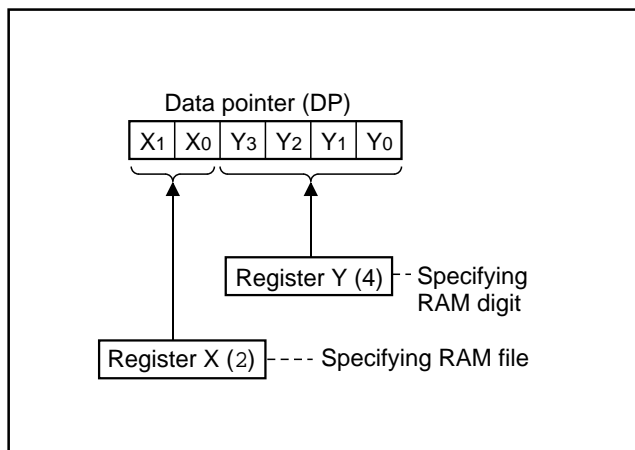 Data pointer (DP)
X1 X0 Y3 Y2 Y1 Y0
Register Y (4) Specifying
RAM digit
Register X (2) Specifying RAM file